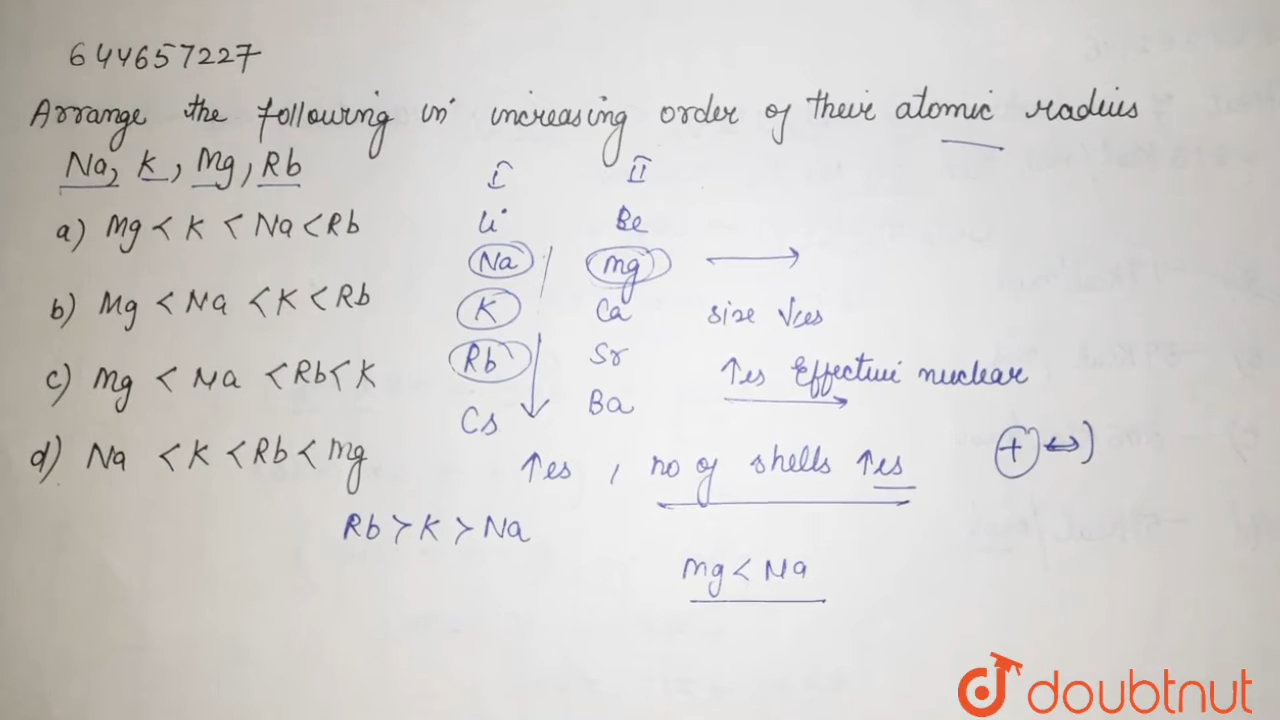 644657227
Arrange the following in increasing order of their atomic radius
Na, K, Mg, Rb
a) Mg < K < Na < Rb
b) Mg < Na < K < Rb
c) Mg < Na < Rb < K
d) Na < K < Rb < Mg
I II
Li Be
Na Mg
K Ca
Rb Sr
Cs Ba
size ↓ses
↑es Effective nuclear
↑es , no of shells ↑es
+
Rb > K > Na
Mg < Na
doubtnut